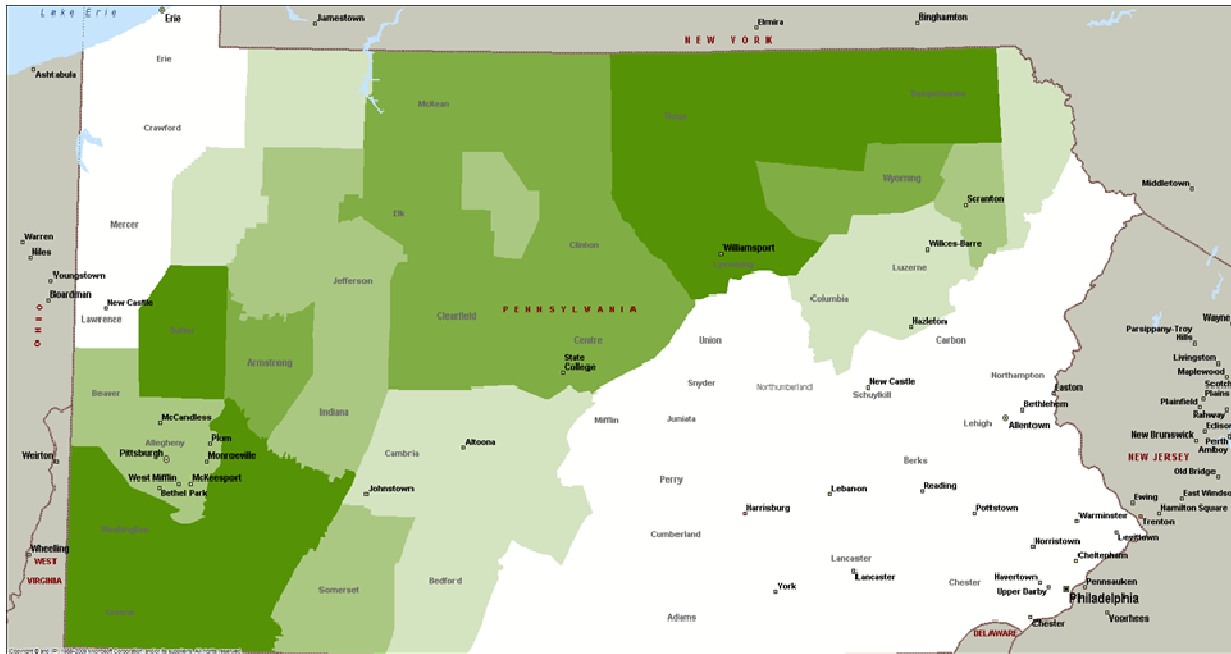 Lake Erie
Erie
Jamestown
Elmira
Binghamton
NEW YORK
Ashtabula
Erie
McKean
Susquehanna
Tioga
Crawford
Wyoming
Middletown
Scranton
Mercer
Elk
Clinton
Warren
Niles
Williamsport
Lycoming
Wilkes-Barre
Luzerne
Youngstown
Boardman
Jefferson
Columbia
New Castle
Lawrence
OHIO
PENNSYLVANIA
Clearfield
Butler
Hazleton
Wayne
Parsippany-Troy
Hills
Centre
Union
Carbon
State
College
Armstrong
Livingston
Maplewood
Scotch
Plains
Northampton
Snyder
Northumberland
New Castle
Schuylkill
Easton
Beaver
Indiana
Mifflin
Juniata
Bethlehem
Allentown
Lehigh
Plainfield
Rahway
Edison
Perth
Amboy
New Brunswick
McCandless
Allegheny
Plum
Altoona
Cambria
Pittsburgh
Monroeville
Weirton
Berks
NEW JERSEY
Old Bridge
West Mifflin
McKeesport
Bethel Park
Johnstown
Perry
Lebanon
Reading
East Windsor
Ewing
Hamilton Square
Trenton
Harrisburg
Pottstown
Warminster
Washington
Cumberland
Norristown
Levittown
Wheeling
WEST
VIRGINIA
Cheltenham
Lancaster
Lancaster
Somerset
Bedford
York
Chester
Havertown
Upper Darby
Pennsauken
Philadelphia
Greene
Adams
Chester
Voorhees
DELAWARE